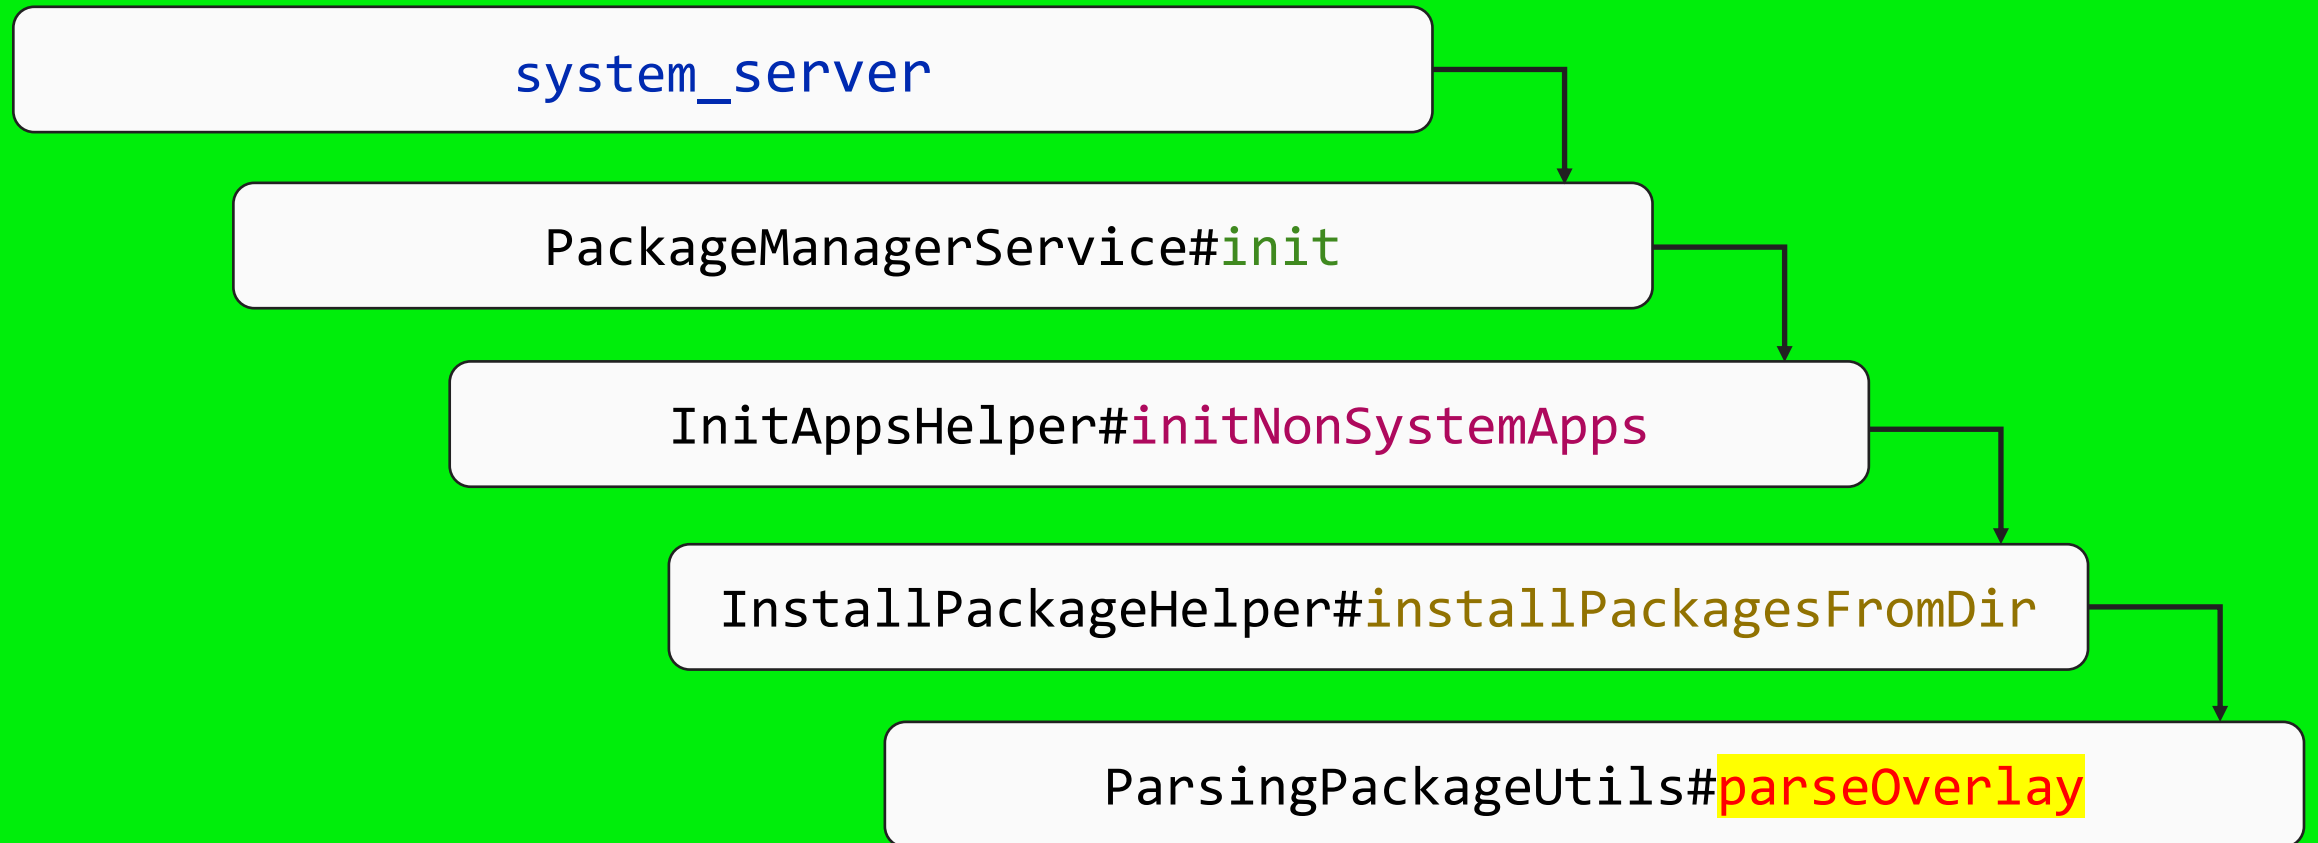 system_server
PackageManagerService#init
InitAppsHelper#initNonSystemApps
InstallPackageHelper#installPackagesFromDir
ParsingPackageUtils#parseOverlay